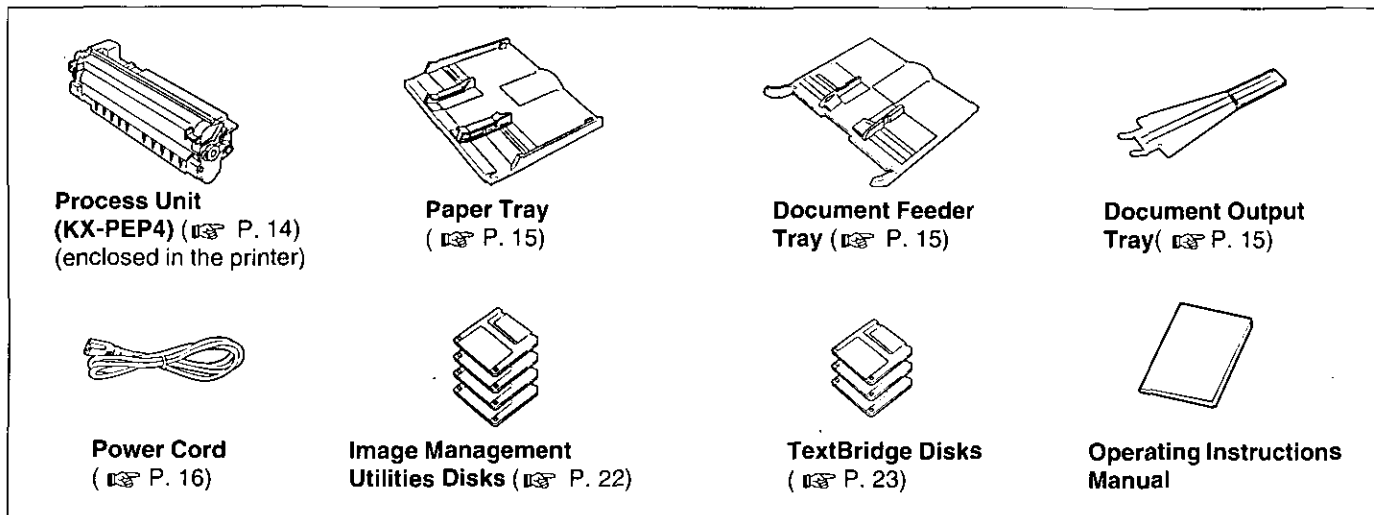 Process Unit
(KX-PEP4) (☞ P. 14)
(enclosed in the printer)
Paper Tray
( ☞ P. 15)
Document Feeder
Tray (☞ P. 15)
Document Output
Tray( ☞ P. 15)
Power Cord
( ☞ P. 16)
Image Management
Utilities Disks (☞ P. 22)
TextBridge Disks
( ☞ P. 23)
Operating Instructions
Manual